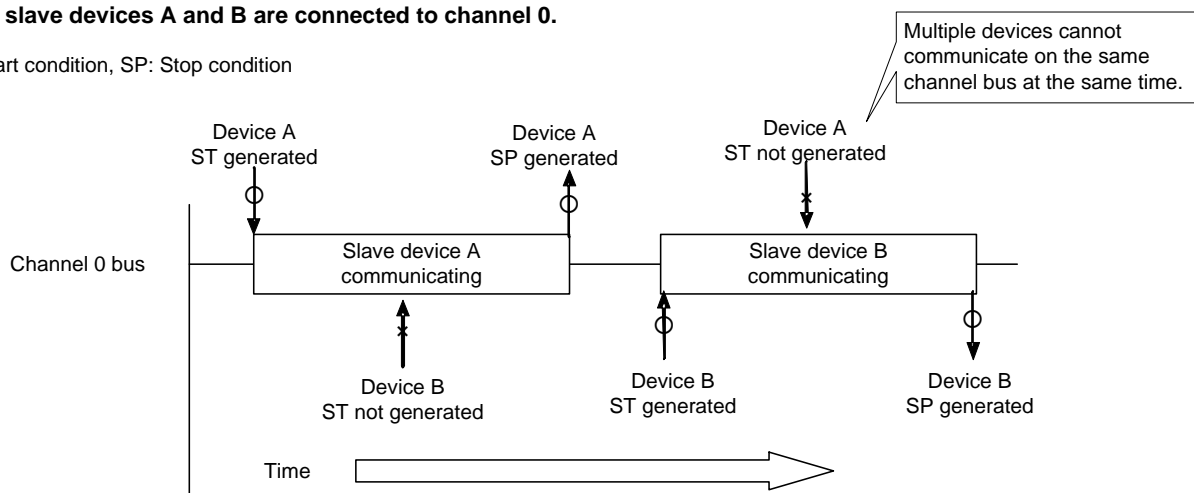 slave devices A and B are connected to channel 0.
art condition, SP: Stop condition
Multiple devices cannot
communicate on the same
channel bus at the same time.
Device A
ST generated
Device A
SP generated
Device A
ST not generated
Channel 0 bus
Slave device A
communicating
Slave device B
communicating
Device B
ST not generated
Device B
ST generated
Device B
SP generated
Time